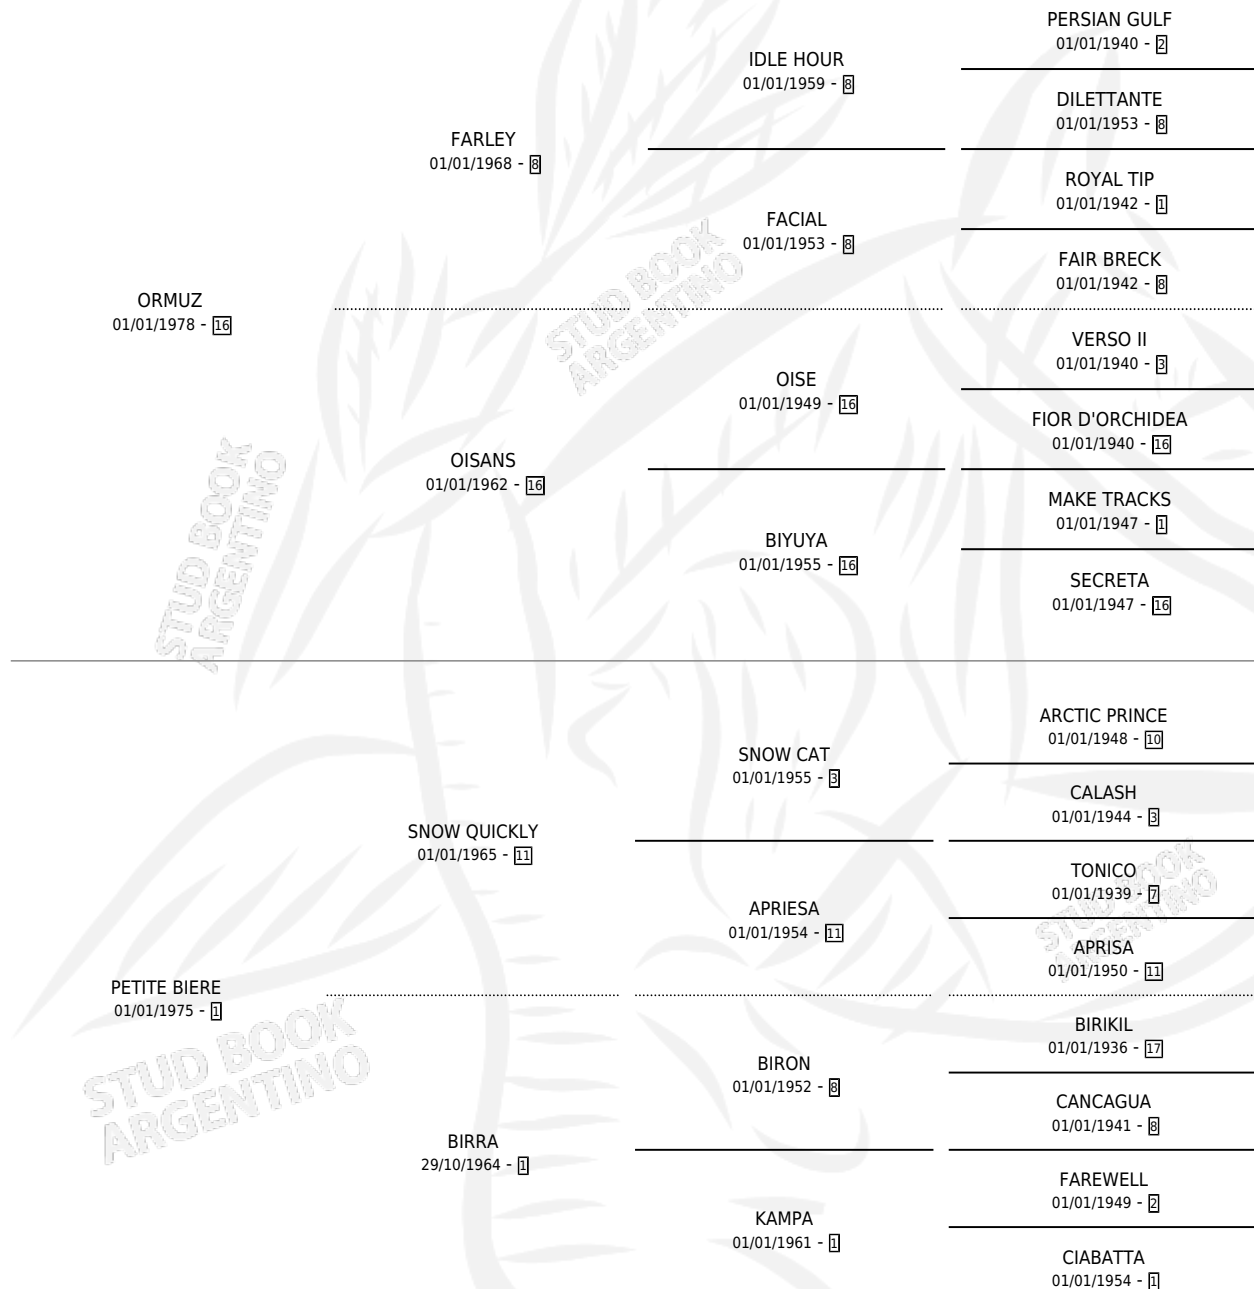 PERSIAN GULF
01/01/1940 - 2
IDLE HOUR
01/01/1959 - 8
DILETTANTE
01/01/1953 - 8
FARLEY
01/01/1968 - 8
ROYAL TIP
01/01/1942 - 1
FACIAL
01/01/1953 - 8
FAIR BRECK
01/01/1942 - 8
STUD BOOK
ARGENTINO
ORMUZ
01/01/1978 - 16
VERSO II
01/01/1940 - 3
OISE
01/01/1949 - 16
FIOR D'ORCHIDEA
01/01/1940 - 16
OISANS
01/01/1962 - 16
MAKE TRACKS
01/01/1947 - 1
BIYUYA
01/01/1955 - 16
SECRETA
01/01/1947 - 16
STUD BOOK
ARGENTINO
ARCTIC PRINCE
01/01/1948 - 10
SNOW CAT
01/01/1955 - 3
CALASH
01/01/1944 - 3
SNOW QUICKLY
01/01/1965 - 11
TONICO
01/01/1939 - 7
APRIESA
01/01/1954 - 11
APRISA
01/01/1950 - 11
STUD BOOK
ARGENTINO
PETITE BIERE
01/01/1975 - 1
BIRIKIL
01/01/1936 - 17
BIRON
01/01/1952 - 8
CANCAGUA
01/01/1941 - 8
STUD BOOK
ARGENTINO
BIRRA
29/10/1964 - 1
FAREWELL
01/01/1949 - 2
KAMPA
01/01/1961 - 1
CIABATTA
01/01/1954 - 1